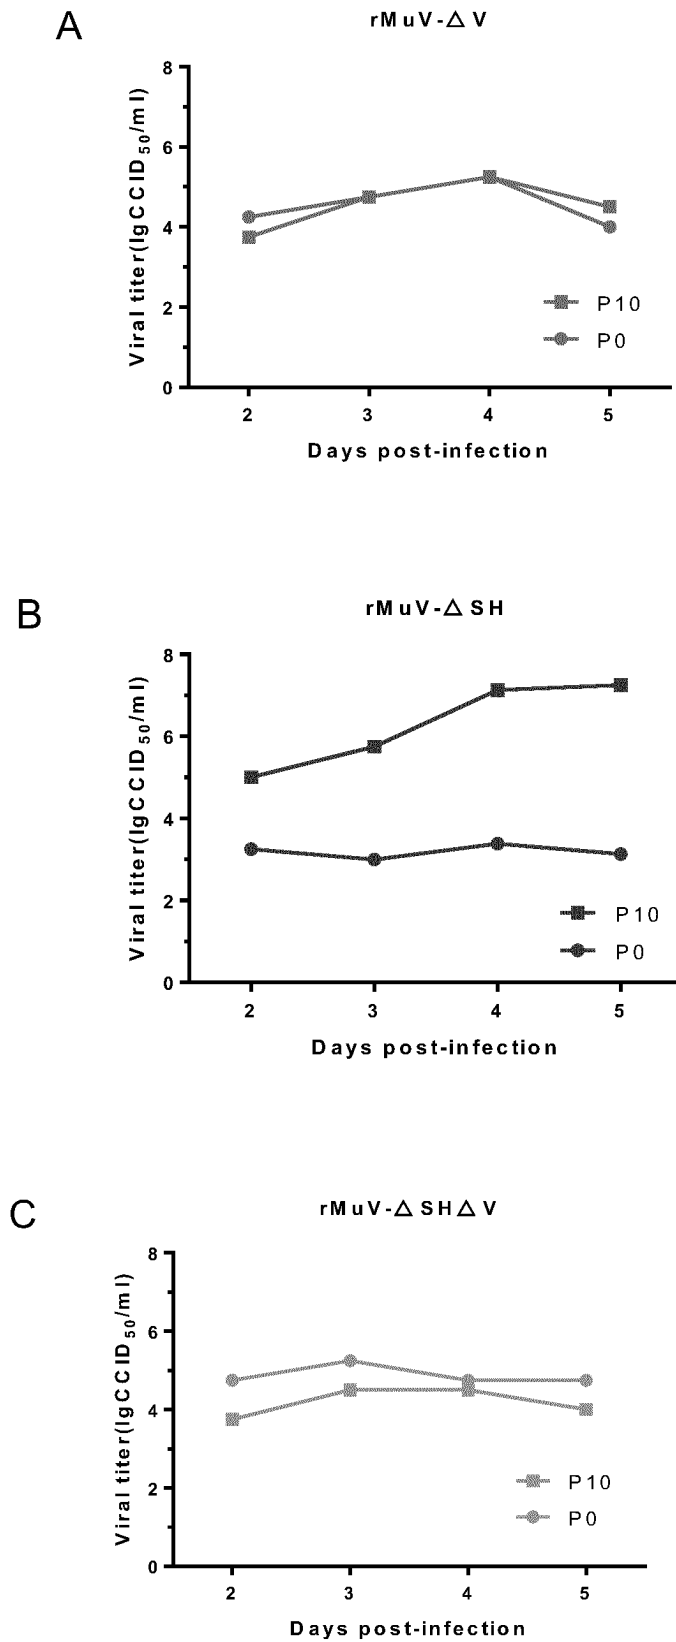 A
rMuV-△ V
Viral titer(lgCCID50/ml)
8
6
4
2
0
P10
P0
2 3 4 5
Days post-infection
B
rMuV-△ SH
Viral titer(lgCCID50/ml)
8
6
4
2
0
P10
P0
2 3 4 5
Days post-infection
C
rMuV-△ SH△ V
Viral titer(lgCCID50/ml)
8
6
4
2
0
P10
P0
2 3 4 5
Days post-infection